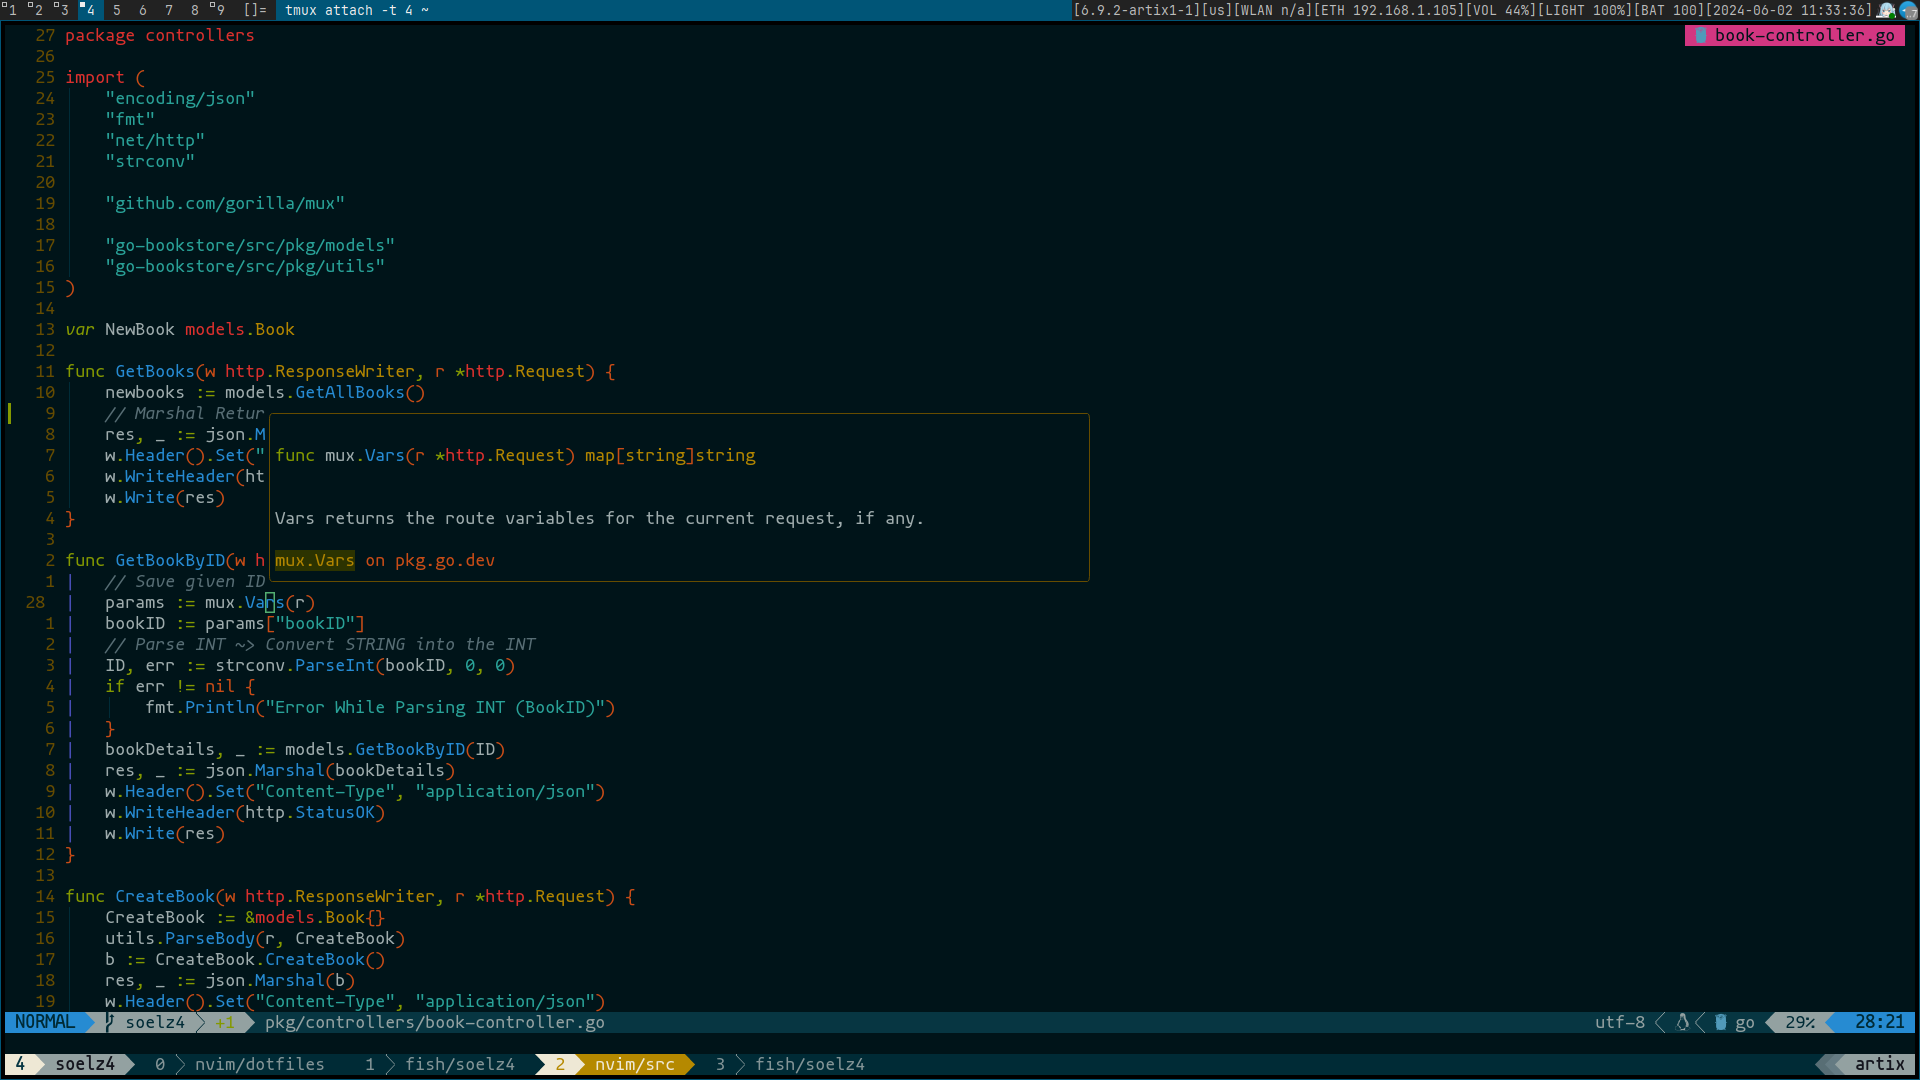 1 2 3 4 5 6 7 8 9 []= tmux attach -t 4 ~ [6.9.2-artix1-1][us][WLAN n/a][ETH 192.168.1.105][VOL 44%][LIGHT 100%][BAT 100][2024-06-02 11:33:36]
27 package controllers book-controller.go
26
25 import (
24 "encoding/json"
23 "fmt"
22 "net/http"
21 "strconv"
20
19 "github.com/gorilla/mux"
18
17 "go-bookstore/src/pkg/models"
16 "go-bookstore/src/pkg/utils"
15 )
14
13 var NewBook models.Book
12
11 func GetBooks(w http.ResponseWriter, r *http.Request) {
10 newbooks := models.GetAllBooks()
9 // Marshal Retur
8 res, _ := json.M
7 w.Header().Set(" func mux.Vars(r *http.Request) map[string]string
6 w.WriteHeader(ht
5 w.Write(res)
4 } Vars returns the route variables for the current request, if any.
3
2 func GetBookByID(w h mux.Vars on pkg.go.dev
1 // Save given ID
28 params := mux.Vars(r)
1 bookID := params["bookID"]
2 // Parse INT ~> Convert STRING into the INT
3 ID, err := strconv.ParseInt(bookID, 0, 0)
4 if err != nil {
5 fmt.Println("Error While Parsing INT (BookID)")
6 }
7 bookDetails, _ := models.GetBookByID(ID)
8 res, _ := json.Marshal(bookDetails)
9 w.Header().Set("Content-Type", "application/json")
10 w.WriteHeader(http.StatusOK)
11 w.Write(res)
12 }
13
14 func CreateBook(w http.ResponseWriter, r *http.Request) {
15 CreateBook := &models.Book{}
16 utils.ParseBody(r, CreateBook)
17 b := CreateBook.CreateBook()
18 res, _ := json.Marshal(b)
19 w.Header().Set("Content-Type", "application/json")
NORMAL soelz4 +1 pkg/controllers/book-controller.go utf-8 go 29% 28:21
4 soelz4 0 nvim/dotfiles 1 fish/soelz4 2 nvim/src 3 fish/soelz4 artix